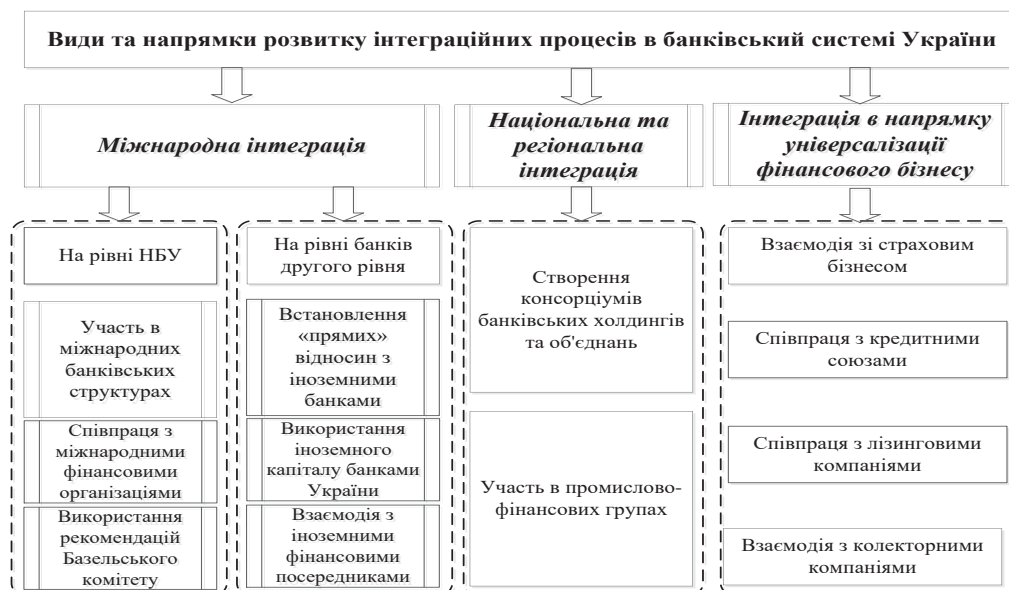 Види та напрямки розвитку інтеграційних процесів в банківський системі України
Міжнародна інтеграція
Національна та
регіональна
інтеграція
Інтеграція в напрямку
універсалізації
фінансового бізнесу
На рівні НБУ
Участь в
міжнародних
банківських
структурах
Співпраця з
міжнародними
фінансовими
організаціями
Використання
рекомендацій
Базельського
комітету
На рівні банків
другого рівня
Встановлення
«прямих»
відносин з
іноземними
банками
Використання
іноземного
капіталу банками
України
Взаємодія з
іноземними
фінансовими
посередниками
Створення
консорціумів
банківських холдингів
та об'єднань
Участь в промислово-
фінансових групах
Взаємодія зі страховим
бізнесом
Співпраця з кредитними
союзами
Співпраця з лізинговими
компаніями
Взаємодія з колекторними
компаніями